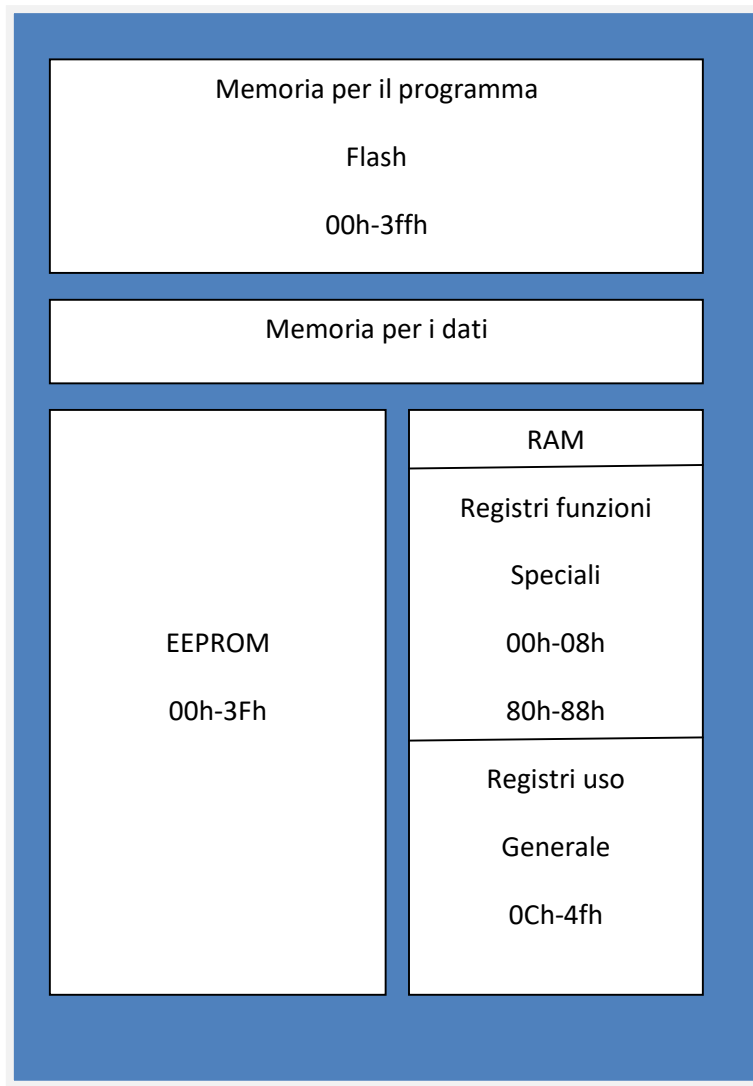 Memoria per il programma
Flash
00h-3ffh
Memoria per i dati
EEPROM
00h-3Fh
RAM
Registri funzioni
Speciali
00h-08h
80h-88h
Registri uso
Generale
0Ch-4fh